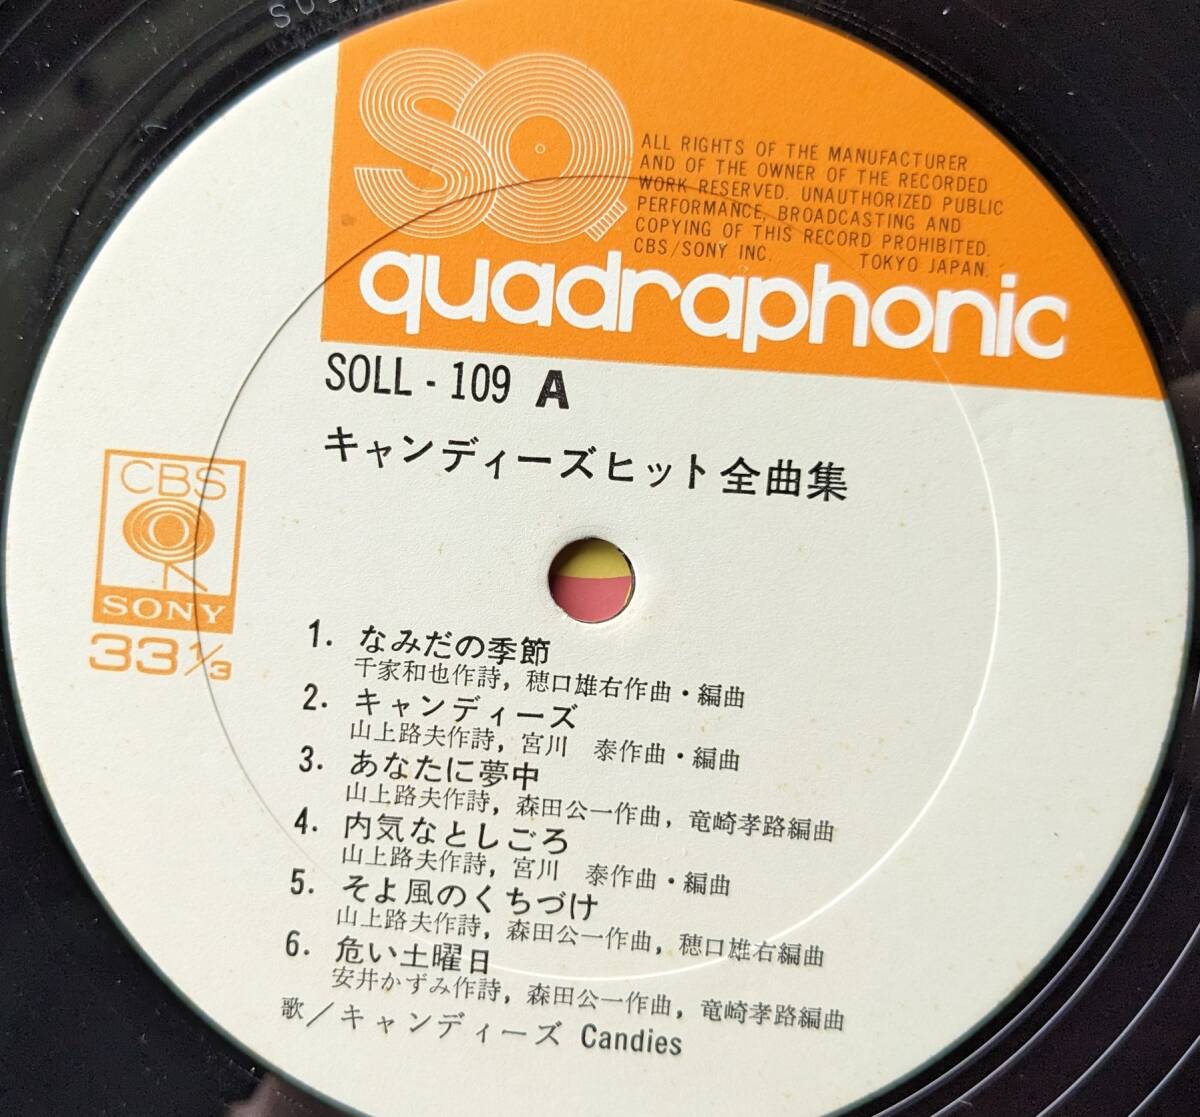 SQ
ALL RIGHTS OF THE MANUFACTURER
AND OF THE OWNER OF THE RECORDED
WORK RESERVED. UNAUTHORIZED PUBLIC
PERFORMANCE, BROADCASTING AND
COPYING OF THIS RECORD PROHIBITED.
CBS/SONY INC. TOKYO JAPAN.
quadraphonic
SOLL - 109 A
キャンディーズヒット全曲集
CBS
SONY
33 1/3
1. なみだの季節
千家和也作詩, 穂口雄右作曲・編曲
2. キャンディーズ
山上路夫作詩, 宮川 泰作曲・編曲
3. あなたに夢中
山上路夫作詩, 森田公一作曲, 竜崎孝路編曲
4. 内気なとしごろ
山上路夫作詩, 宮川 泰作曲・編曲
5. そよ風のくちづけ
山上路夫作詩, 森田公一作曲, 穂口雄右編曲
6. 危い土曜日
安井かずみ作詩, 森田公一作曲, 竜崎孝路編曲
歌／キャンディーズ Candies